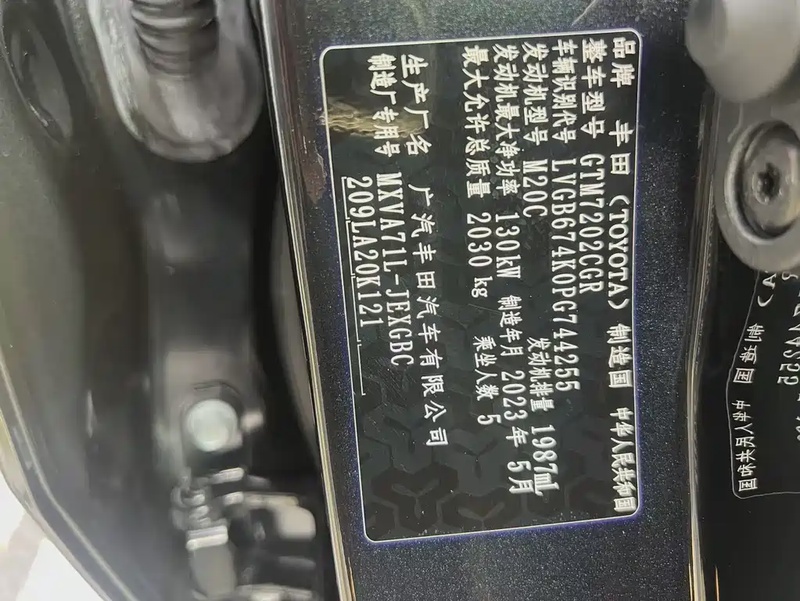 品牌 丰田（TOYOTA） 制造国 中华人民共和国
整车型号 GTM7202CGR
车辆识别代号 LVGB674K0PG744255
发动机型号 M20C 发动机排量 1987mL
发动机最大净功率 130kW 制造年月 2023年 5月
最大允许总质量 2030kg 乘坐人数 5
生产厂名 广汽丰田汽车有限公司
制造厂专用号 MXVA71L-JEXGBC
209LA20K121